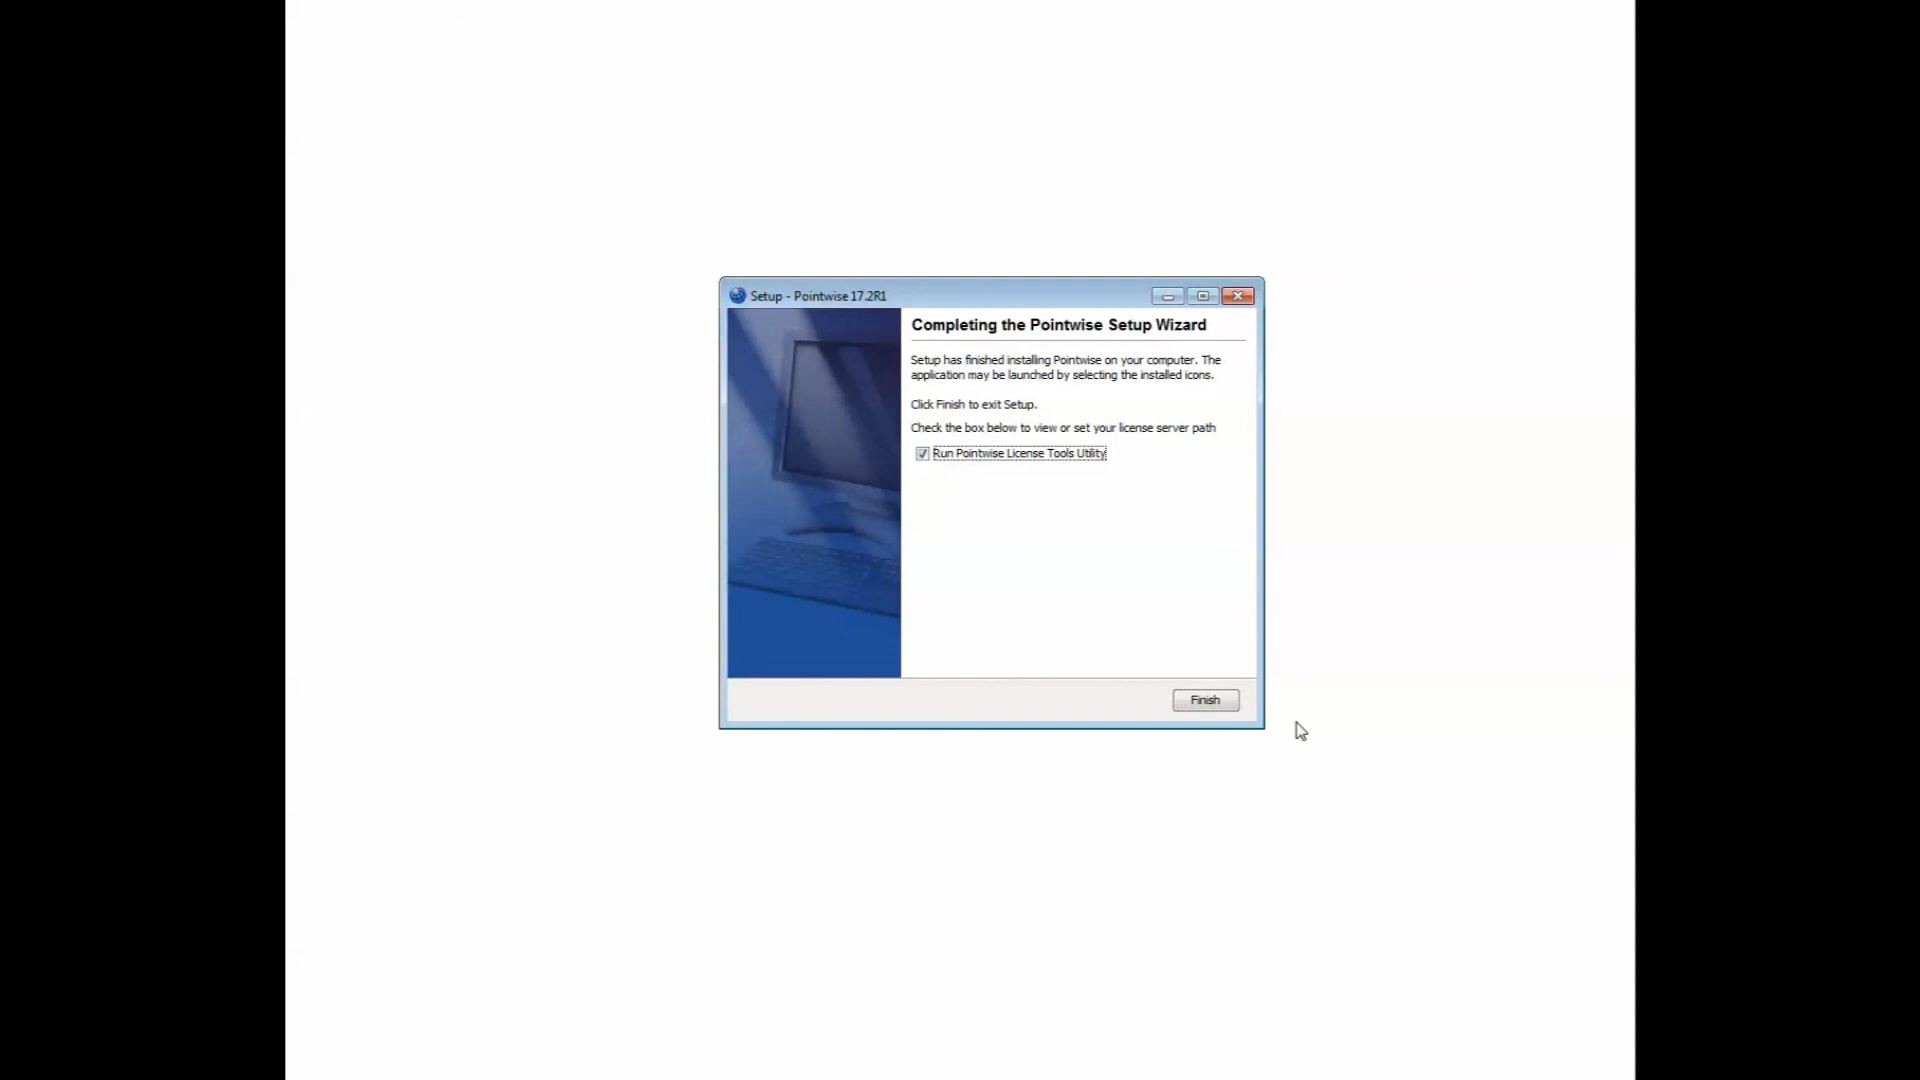 Setup - Pointwise 17.2R1
Completing the Pointwise Setup Wizard
Setup has finished installing Pointwise on your computer. The
application may be launched by selecting the installed icons.
Click Finish to exit Setup.
Check the box below to view or set your license server path
Run Pointwise License Tools Utility
Finish